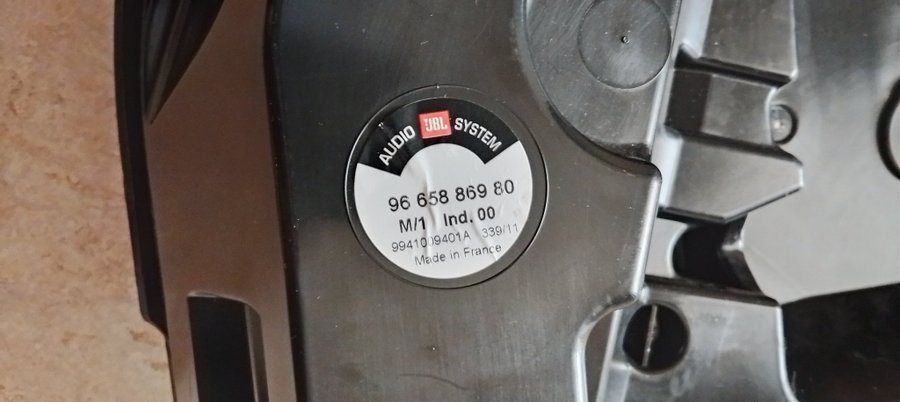 AUDIO JBL SYSTEM
96 658 869 80
M/1 Ind. 00
9941009401A 339/11
Made in France